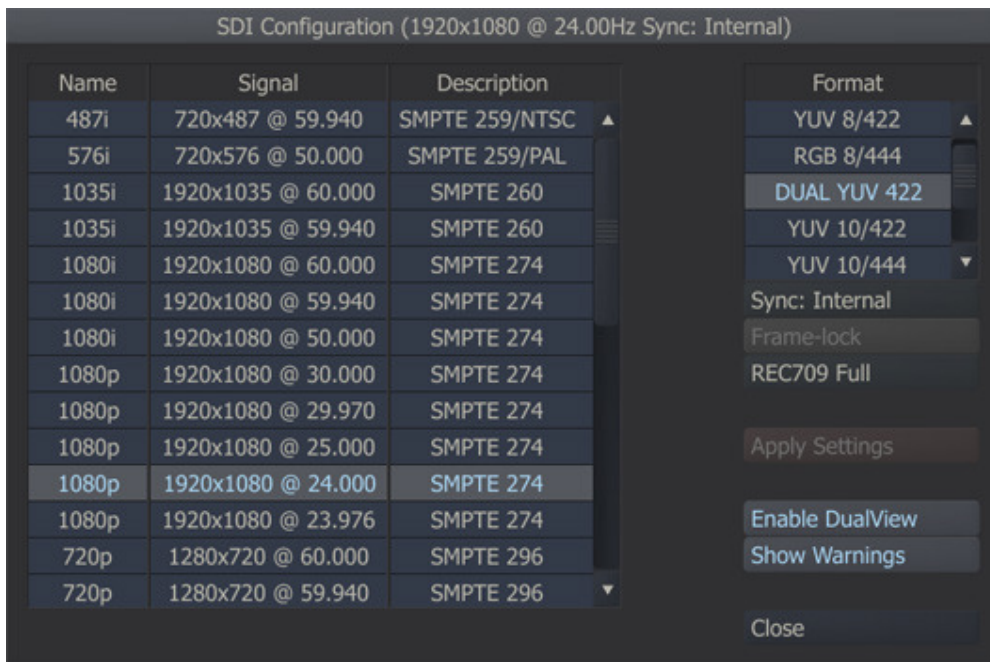 SDI Configuration (1920x1080 @ 24.00Hz Sync: Internal)
Name Signal Description
487i 720x487 @ 59.940 SMPTE 259/NTSC
576i 720x576 @ 50.000 SMPTE 259/PAL
1035i 1920x1035 @ 60.000 SMPTE 260
1035i 1920x1035 @ 59.940 SMPTE 260
1080i 1920x1080 @ 60.000 SMPTE 274
1080i 1920x1080 @ 59.940 SMPTE 274
1080i 1920x1080 @ 50.000 SMPTE 274
1080p 1920x1080 @ 30.000 SMPTE 274
1080p 1920x1080 @ 29.970 SMPTE 274
1080p 1920x1080 @ 25.000 SMPTE 274
1080p 1920x1080 @ 24.000 SMPTE 274
1080p 1920x1080 @ 23.976 SMPTE 274
720p 1280x720 @ 60.000 SMPTE 296
720p 1280x720 @ 59.940 SMPTE 296
Format
YUV 8/422
RGB 8/444
DUAL YUV 422
YUV 10/422
YUV 10/444
Sync: Internal
Frame-lock
REC709 Full
Apply Settings
Enable DualView
Show Warnings
Close